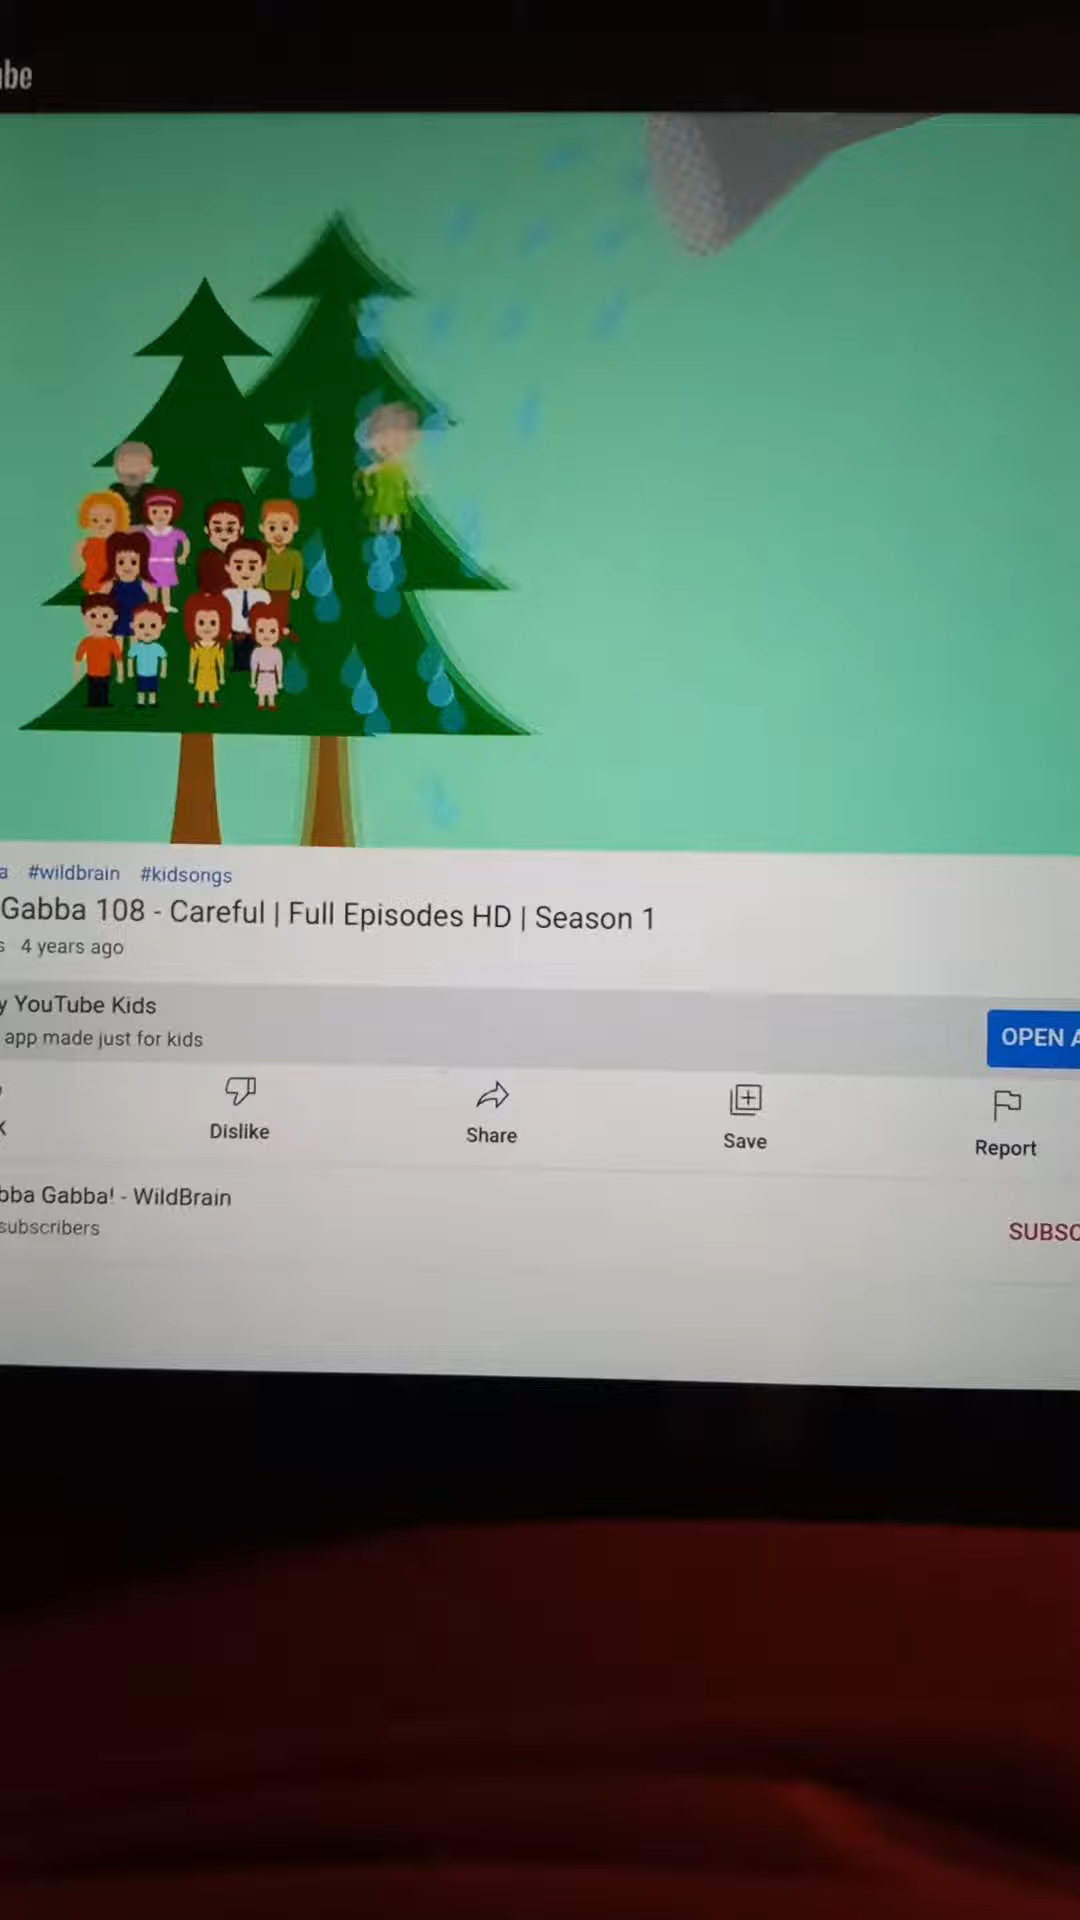 be
a #wildbrain #kidsongs
Gabba 108 - Careful | Full Episodes HD | Season 1
s 4 years ago
y YouTube Kids
app made just for kids
OPEN A
Dislike
Share
Save
Report
bba Gabba! - WildBrain
subscribers
SUBSC